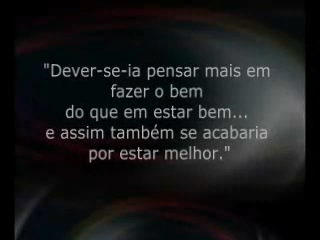 "Dever-se-ia pensar mais em
fazer o bem
do que em estar bem...
e assim também se acabaria
por estar melhor."